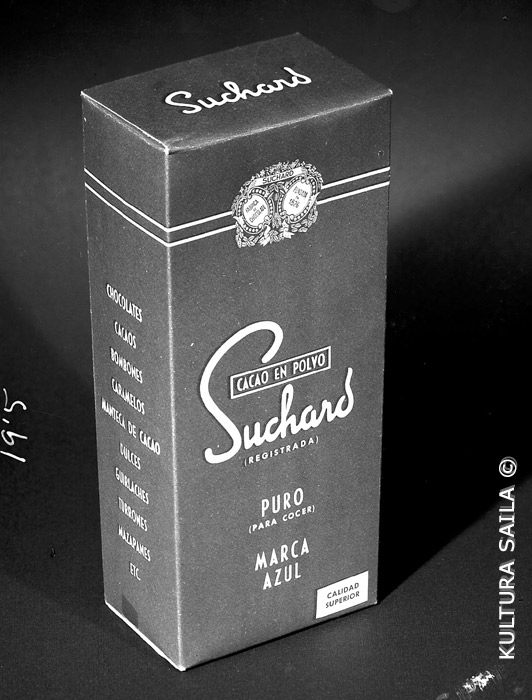 Suchard
SUCHARD
CHOCOLATES
CACAOS
BOMBONES
CARAMELOS
MANTECA DE CACAO
DULCES
GUIRLACHES
TURRONES
MAZAPANES
ETC.
CACAO EN POLVO
Suchard
(REGISTRADA)
PURO
(PARA COCER)
MARCA
AZUL
CALIDAD
SUPERIOR
19'5
KULTURA SAILA ©